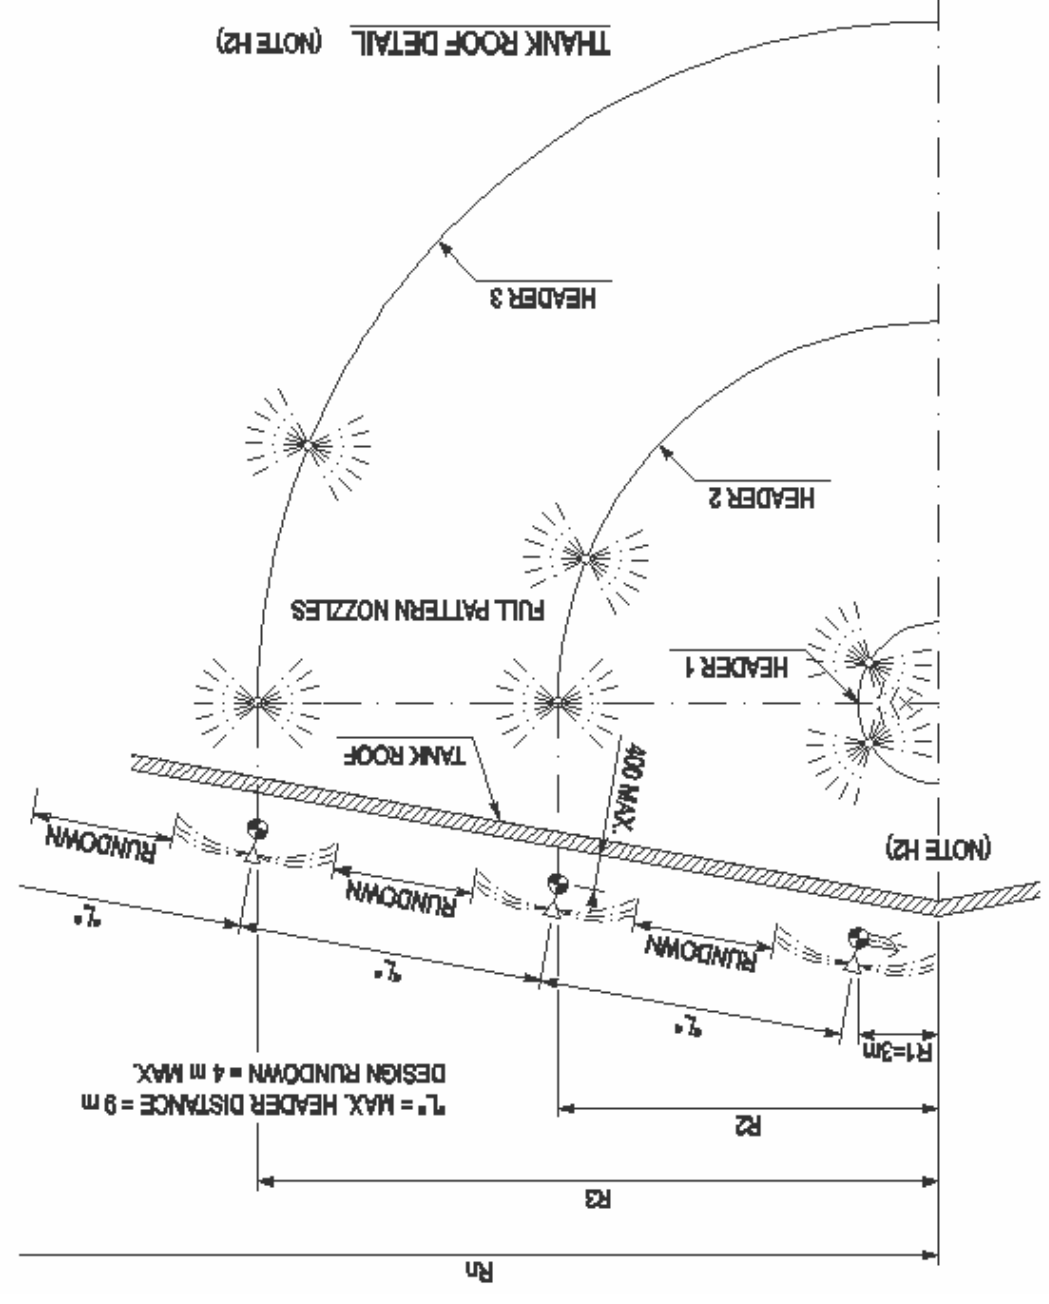 Rn
R3
R2
"L" = MAX. HEADER DISTANCE = 9 m
DESIGN RUNDOWN = 4 m MAX.
R1=3m
"L"
"L"
"L"
RUNDOWN
RUNDOWN
RUNDOWN
(NOTE H2)
400 MAX.
TANK ROOF
HEADER 1
FULL PATTERN NOZZLES
HEADER 2
HEADER 3
THANK ROOF DETAIL (NOTE H2)